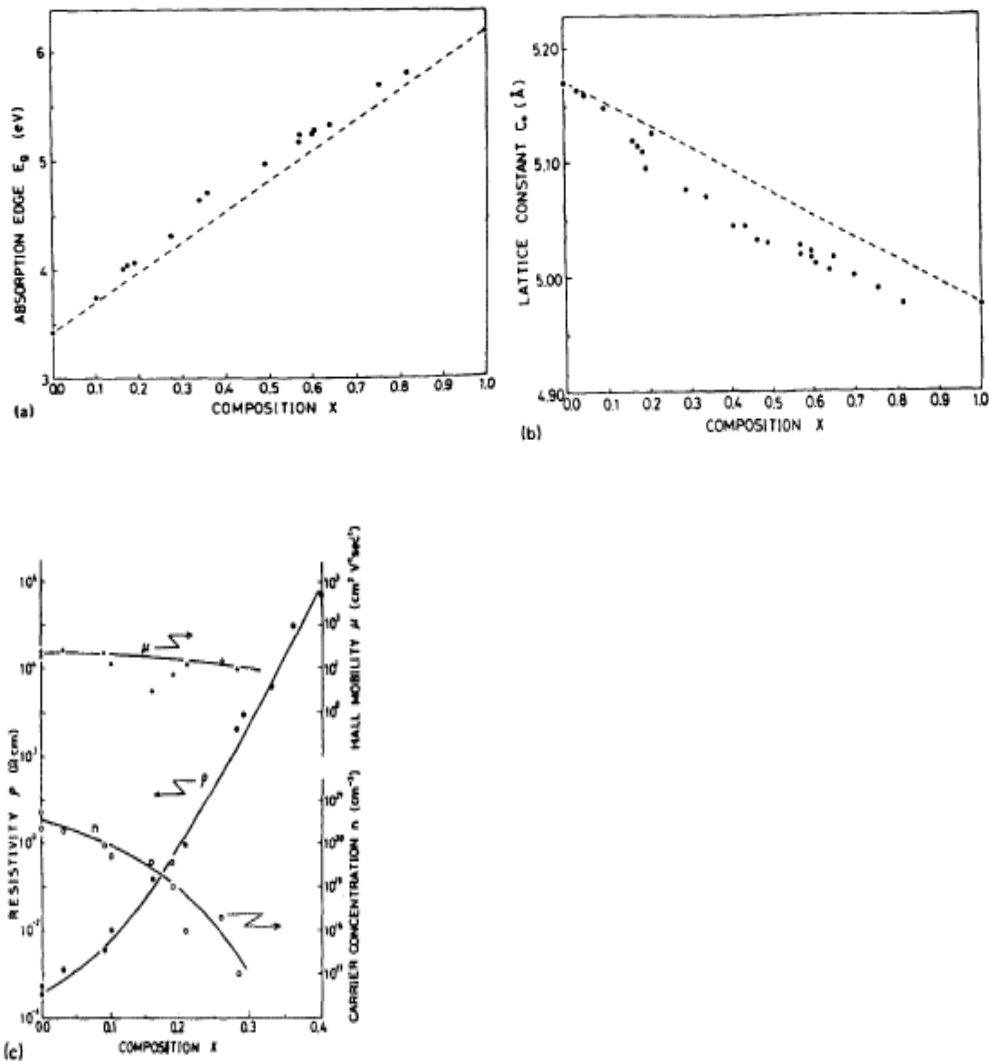 6
5
4
3
ABSORPTION EDGE Eg (eV)
0.0 0.1 0.2 0.3 0.4 0.5 0.6 0.7 0.8 0.9 1.0
COMPOSITION X
(a)
5.20
5.10
5.00
4.90
LATTICE CONSTANT C₀ (Å)
0.0 0.1 0.2 0.3 0.4 0.5 0.6 0.7 0.8 0.9 1.0
COMPOSITION X
(b)
RESISTIVITY ρ (Ωcm)
HALL MOBILITY μ (cm² V⁻¹sec⁻¹)
CARRIER CONCENTRATION n (cm⁻³)
μ
ρ
n
10²¹
10²⁰
10¹⁹
0.0 0.1 0.2 0.3 0.4
COMPOSITION X
(c)